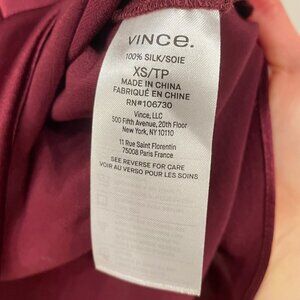 VINCE.
100% SILK/SOIE
XS/TP
MADE IN CHINA
FABRIQUÉ EN CHINE
RN#106730
Vince, LLC
500 Fifth Avenue, 20th Floor
New York, NY 10110
11 Rue Saint Florentin
75008 Paris France
SEE REVERSE FOR CARE
VOIR AU VERSO POUR LES SOINS